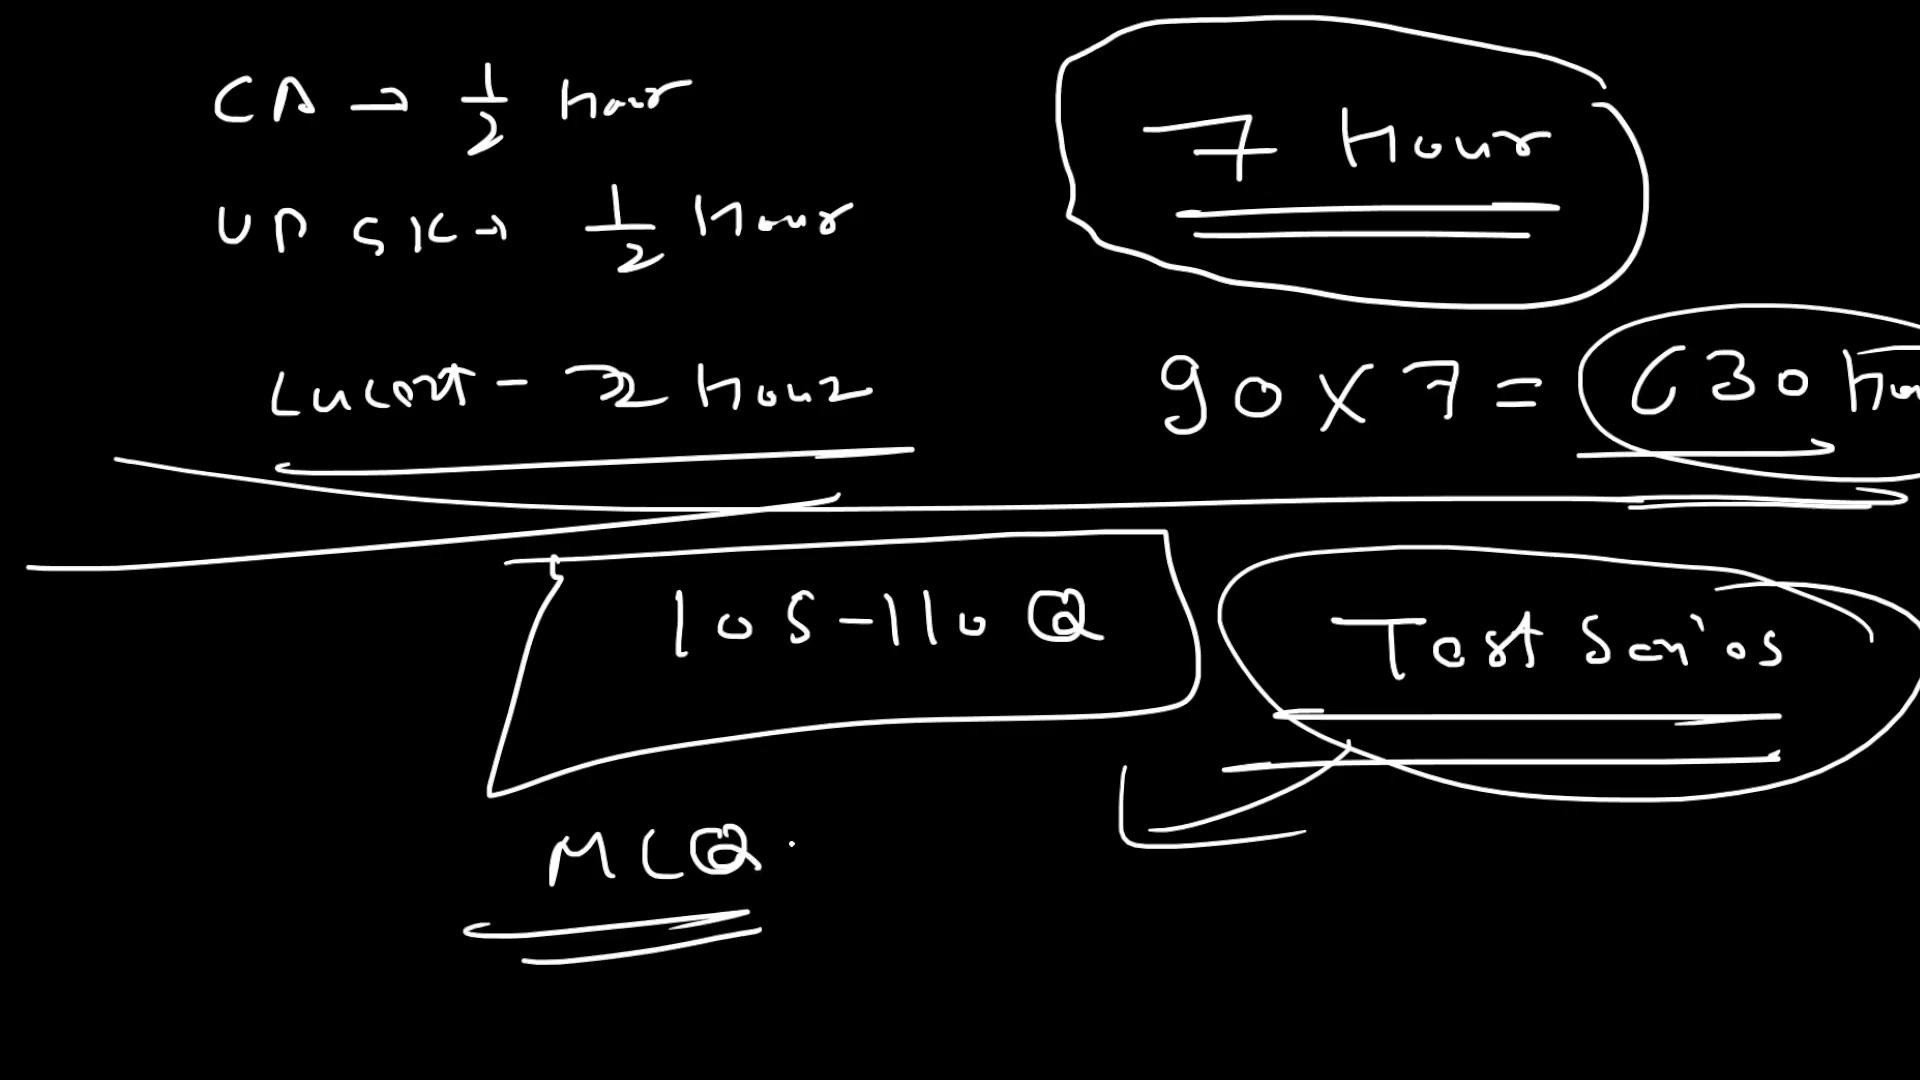 CA → 1/2 hour
7 Hour
UP GK → 1/2 Hour
Lucent - 2 hour
90 X 7 = 630 hou
105-110 Q
Test Series
MCQ.